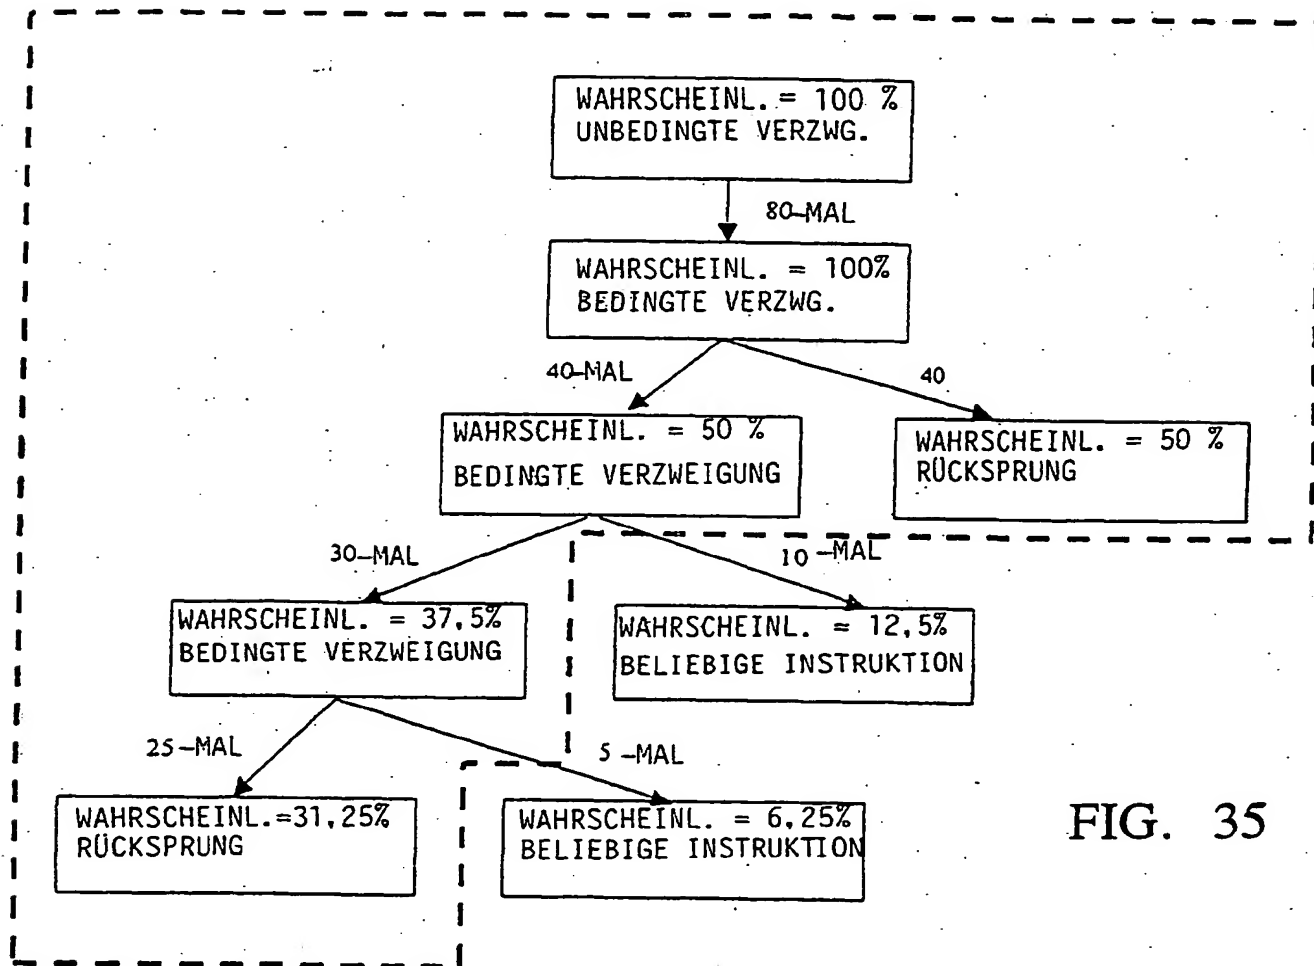 WAHRSCHEINL. = 100 %
UNBEDINGTE VERZWG.
80-MAL
WAHRSCHEINL. = 100%
BEDINGTE VERZWG.
40-MAL
40
WAHRSCHEINL. = 50 %
BEDINGTE VERZWEIGUNG
WAHRSCHEINL. = 50 %
RÜCKSPRUNG
30-MAL
10-MAL
WAHRSCHEINL. = 37,5%
BEDINGTE VERZWEIGUNG
WAHRSCHEINL. = 12,5%
BELIEBIGE INSTRUKTION
25-MAL
5-MAL
WAHRSCHEINL.=31,25%
RÜCKSPRUNG
WAHRSCHEINL. = 6,25%
BELIEBIGE INSTRUKTION
FIG. 35